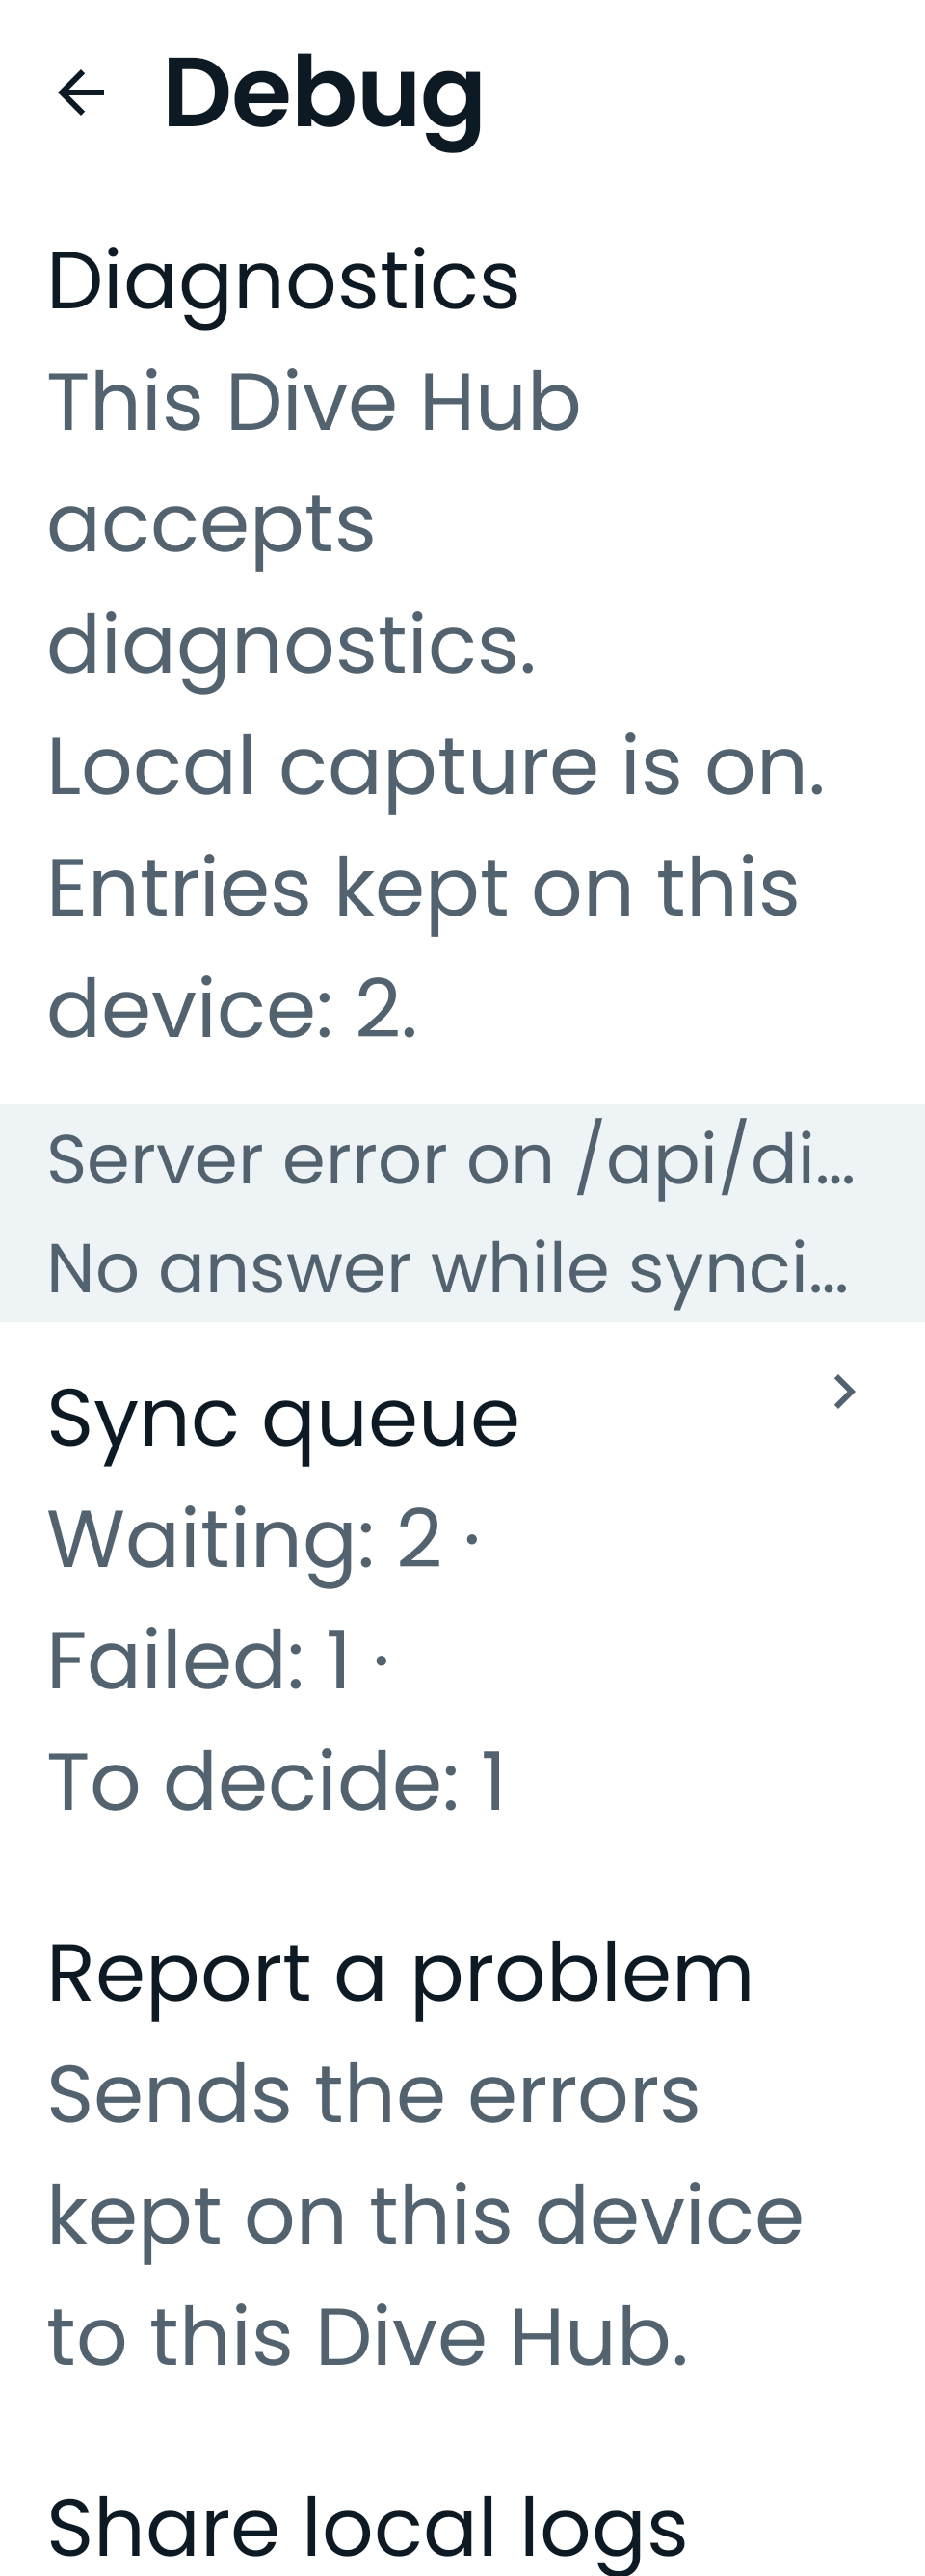 Debug
Diagnostics
This Dive Hub
accepts
diagnostics.
Local capture is on.
Entries kept on this
device: 2.
Server error on /api/di...
No answer while synci...
Sync queue
Waiting: 2 ·
Failed: 1 ·
To decide: 1
Report a problem
Sends the errors
kept on this device
to this Dive Hub.
Share local logs